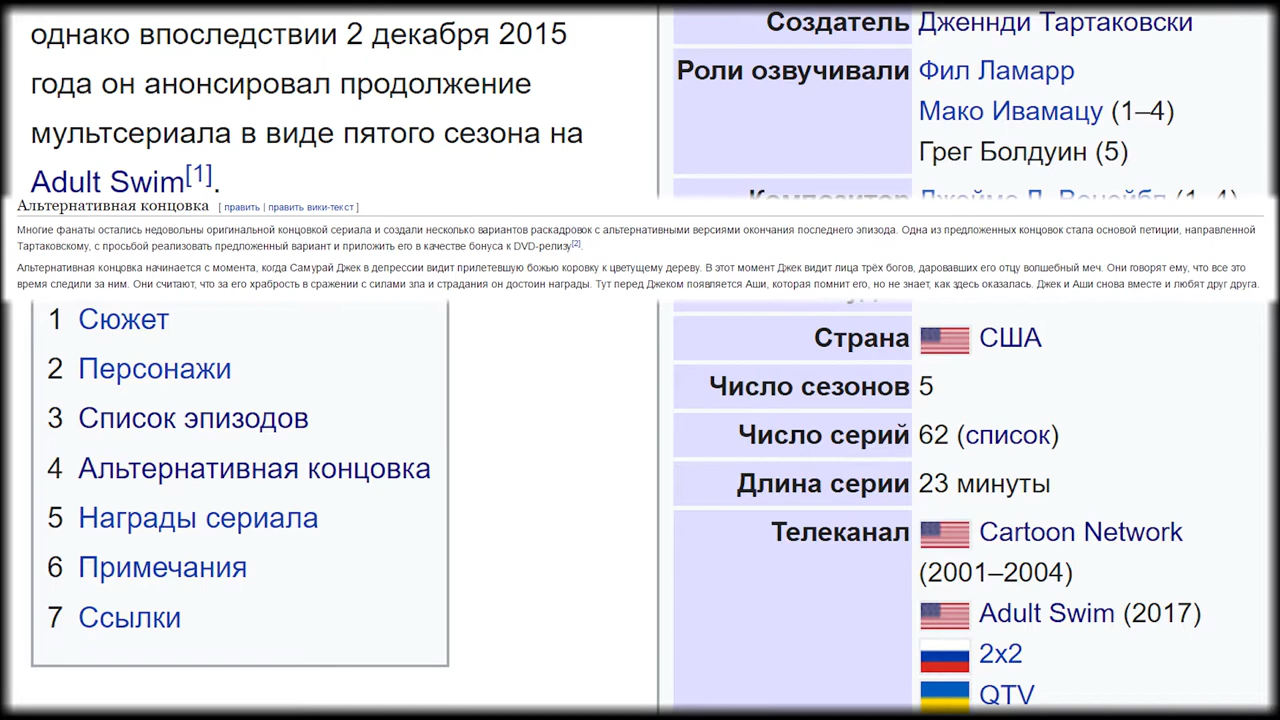 однако впоследствии 2 декабря 2015
года он анонсировал продолжение
мультсериала в виде пятого сезона на
Adult Swim[1].
Создатель Дженнди Тартаковски
Роли озвучивали Фил Ламарр
Мако Ивамацу (1–4)
Грег Болдуин (5)
Альтернативная концовка [ править | править вики-текст ]
Многие фанаты остались недовольны оригинальной концовкой сериала и создали несколько вариантов раскадровок с альтернативными версиями окончания последнего эпизода. Одна из предложенных концовок стала основой петиции, направленной
Тартаковскому, с просьбой реализовать предложенный вариант и приложить его в качестве бонуса к DVD-релизу[2].
Альтернативная концовка начинается с момента, когда Самурай Джек в депрессии видит прилетевшую божью коровку к цветущему дереву. В этот момент Джек видит лица трёх богов, даровавших его отцу волшебный меч. Они говорят ему, что все это
время следили за ним. Они считают, что за его храбрость в сражении с силами зла и страдания он достоин награды. Тут перед Джеком появляется Аши, которая помнит его, но не знает, как здесь оказалась. Джек и Аши снова вместе и любят друг друга.
1 Сюжет
2 Персонажи
3 Список эпизодов
4 Альтернативная концовка
5 Награды сериала
6 Примечания
7 Ссылки
Страна США
Число сезонов 5
Число серий 62 (список)
Длина серии 23 минуты
Телеканал Cartoon Network
(2001–2004)
Adult Swim (2017)
2x2
QTV